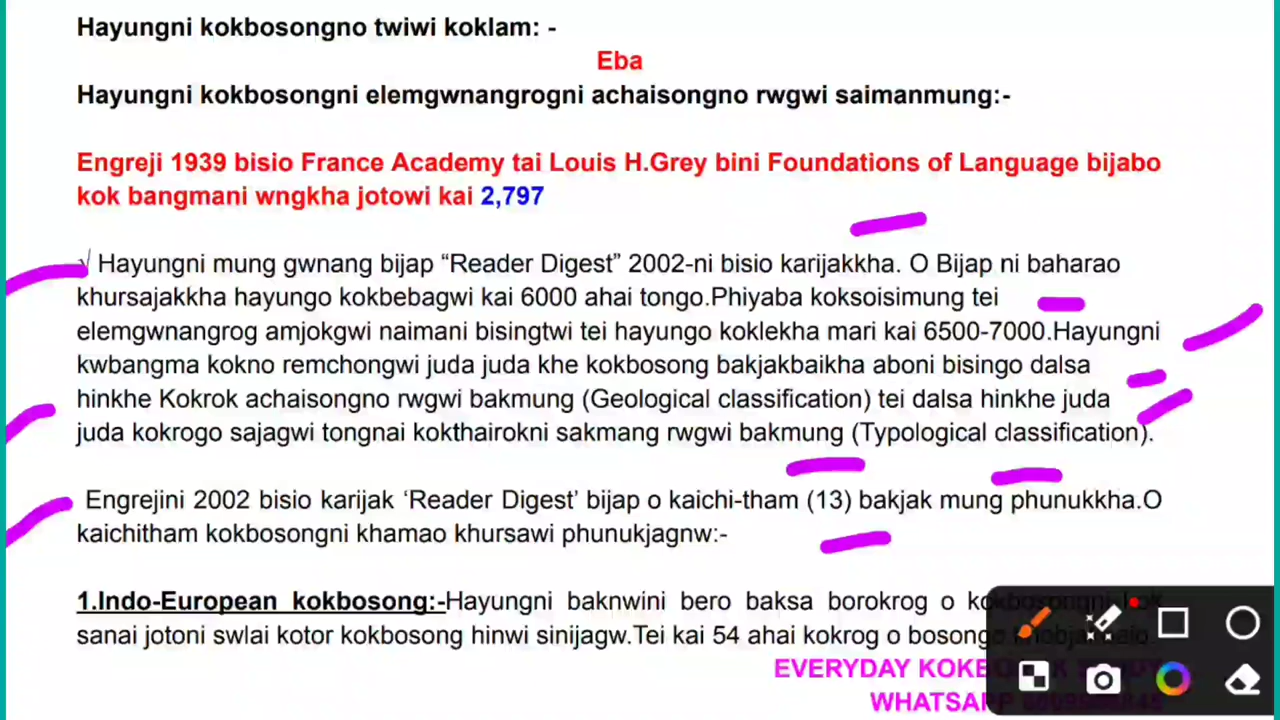 Hayungni kokbosongno twiwi koklam: -
Eba
Hayungni kokbosongni elemgwnangrogni achaisongno rwgwi saimanmung:-
Engreji 1939 bisio France Academy tai Louis H.Grey bini Foundations of Language bijabo
kok bangmani wngkha jotowi kai 2,797
√ Hayungni mung gwnang bijap “Reader Digest” 2002-ni bisio karijakkha. O Bijap ni baharao
khursajakkha hayungo kokbebagwi kai 6000 ahai tongo.Phiyaba koksoisimung tei
elemgwnangrog amjokgwi naimani bisingtwi tei hayungo koklekha mari kai 6500-7000.Hayungni
kwbangma kokno remchongwi juda juda khe kokbosong bakjakbaikha aboni bisingo dalsa
hinkhe Kokrok achaisongno rwgwi bakmung (Geological classification) tei dalsa hinkhe juda
juda kokrogo sajagwi tongnai kokthairokni sakmang rwgwi bakmung (Typological classification).
Engrejini 2002 bisio karijak ‘Reader Digest’ bijap o kaichi-tham (13) bakjak mung phunukkha.O
kaichitham kokbosongni khamao khursawi phunukjagnw:-
1.Indo-European kokbosong:-Hayungni baknwini bero baksa borokrog o kokbosongni kok
sanai jotoni swlai kotor kokbosong hinwi sinijagw.Tei kai 54 ahai kokrog o bosongo
EVERYDAY
WHATSAPP